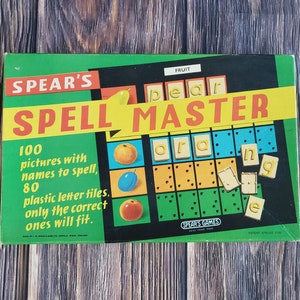 FRUIT
SPEAR'S
pear
SPELL MASTER
100
pictures with
names to spell,
80
plastic letter tiles.
only the correct
ones will fit.
oran
g
e
SPEAR'S GAMES